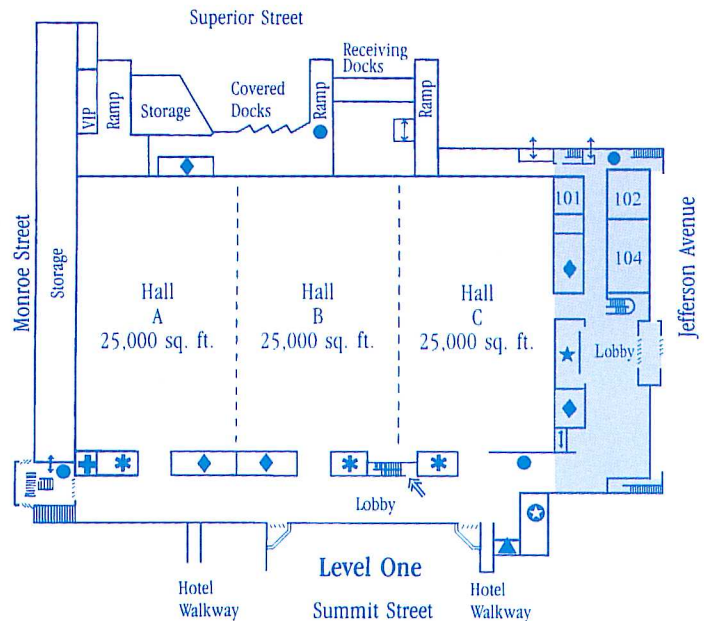 Superior Street
Receiving
Docks
Covered
Docks
VIP
Ramp
Storage
Ramp
Ramp
Monroe Street
Storage
101
102
104
Jefferson Avenue
Hall
A
25,000 sq. ft.
Hall
B
25,000 sq. ft.
Hall
C
25,000 sq. ft.
Lobby
Lobby
Level One
Hotel
Walkway
Summit Street
Hotel
Walkway